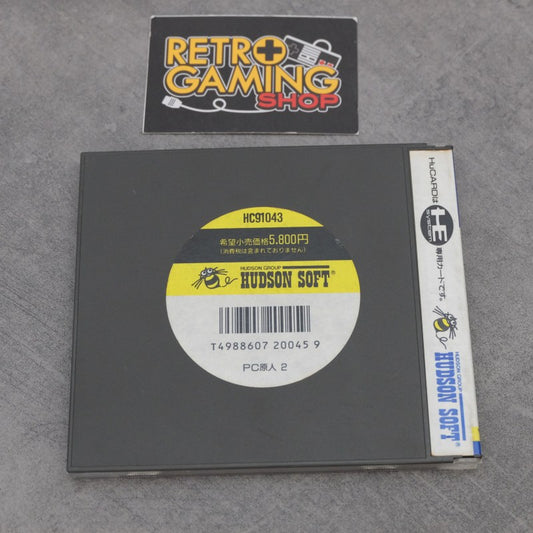 RETRO
GAMING
SHOP
HC91043
希望小売価格5,800円
(消費税は含まれておりません)
HUDSON GROUP
HUDSON SOFT®
T4988607 20045 9
PC原人 2
HuCARDは
HE
SYSTEM
専用カードです。
HUDSON GROUP
HUDSON SOFT®